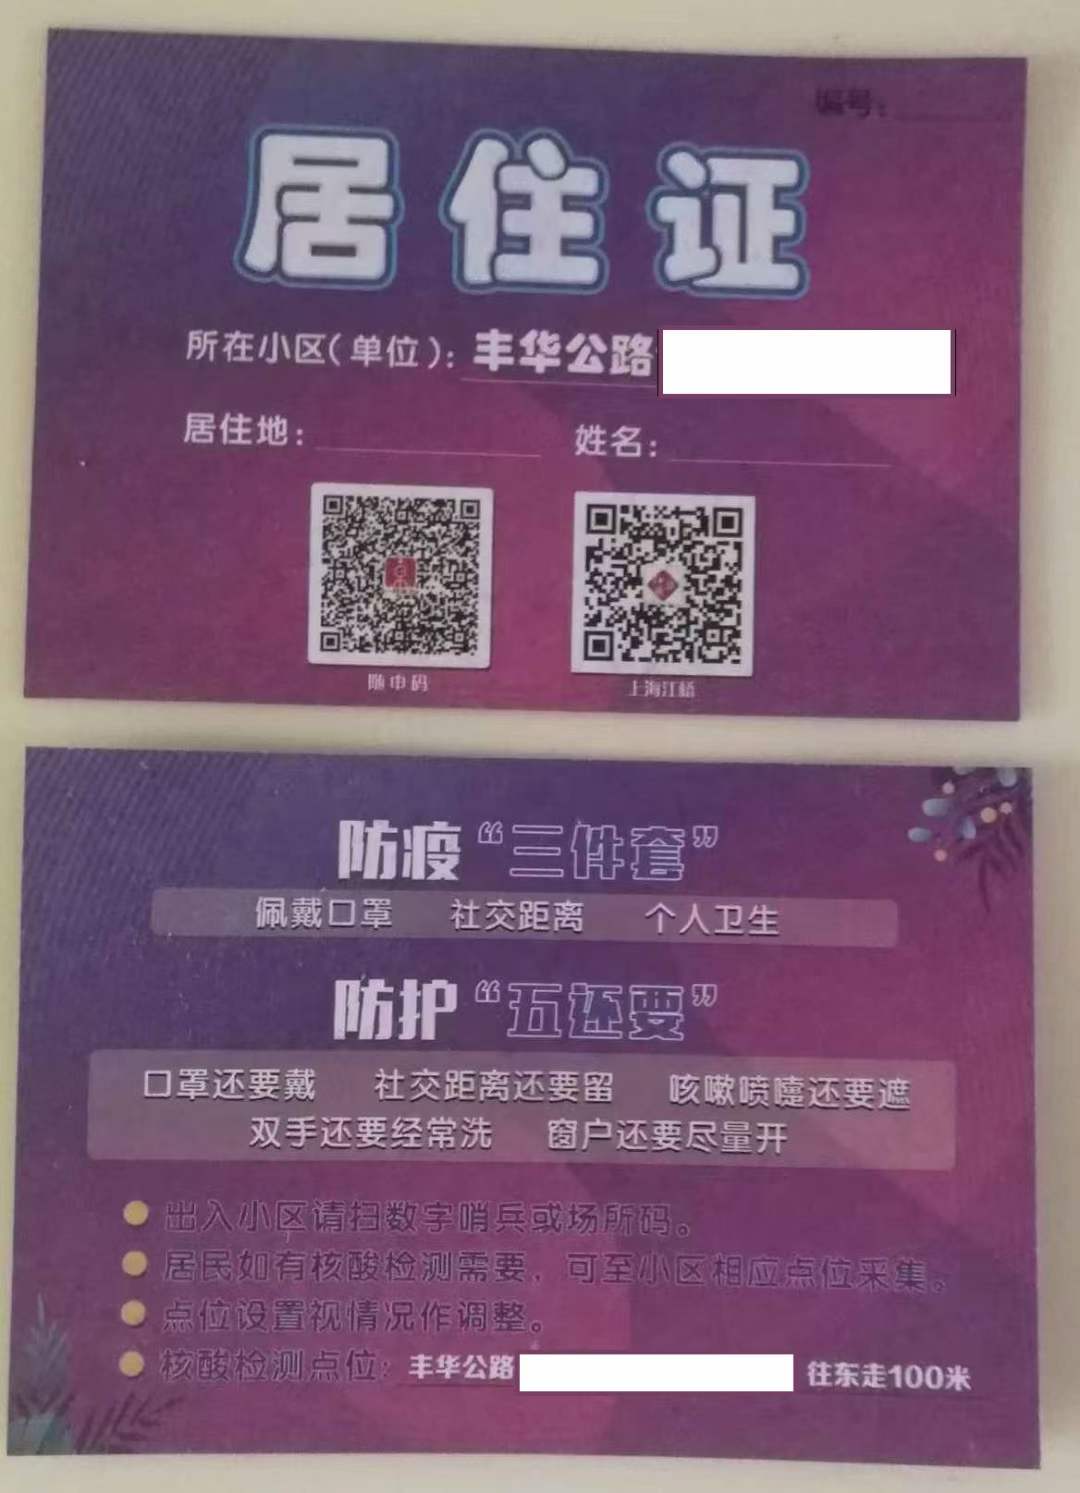 编号：
居住证
所在小区（单位）：丰华公路
居住地：
姓名：
随申码
上海江桥
防疫“三件套”
佩戴口罩 社交距离 个人卫生
防护“五还要”
口罩还要戴 社交距离还要留 咳嗽喷嚏还要遮
双手还要经常洗 窗户还要尽量开
出入小区请扫数字哨兵或场所码。
居民如有核酸检测需要，可至小区相应点位采集。
点位设置视情况作调整。
核酸检测点位：丰华公路 往东走100米